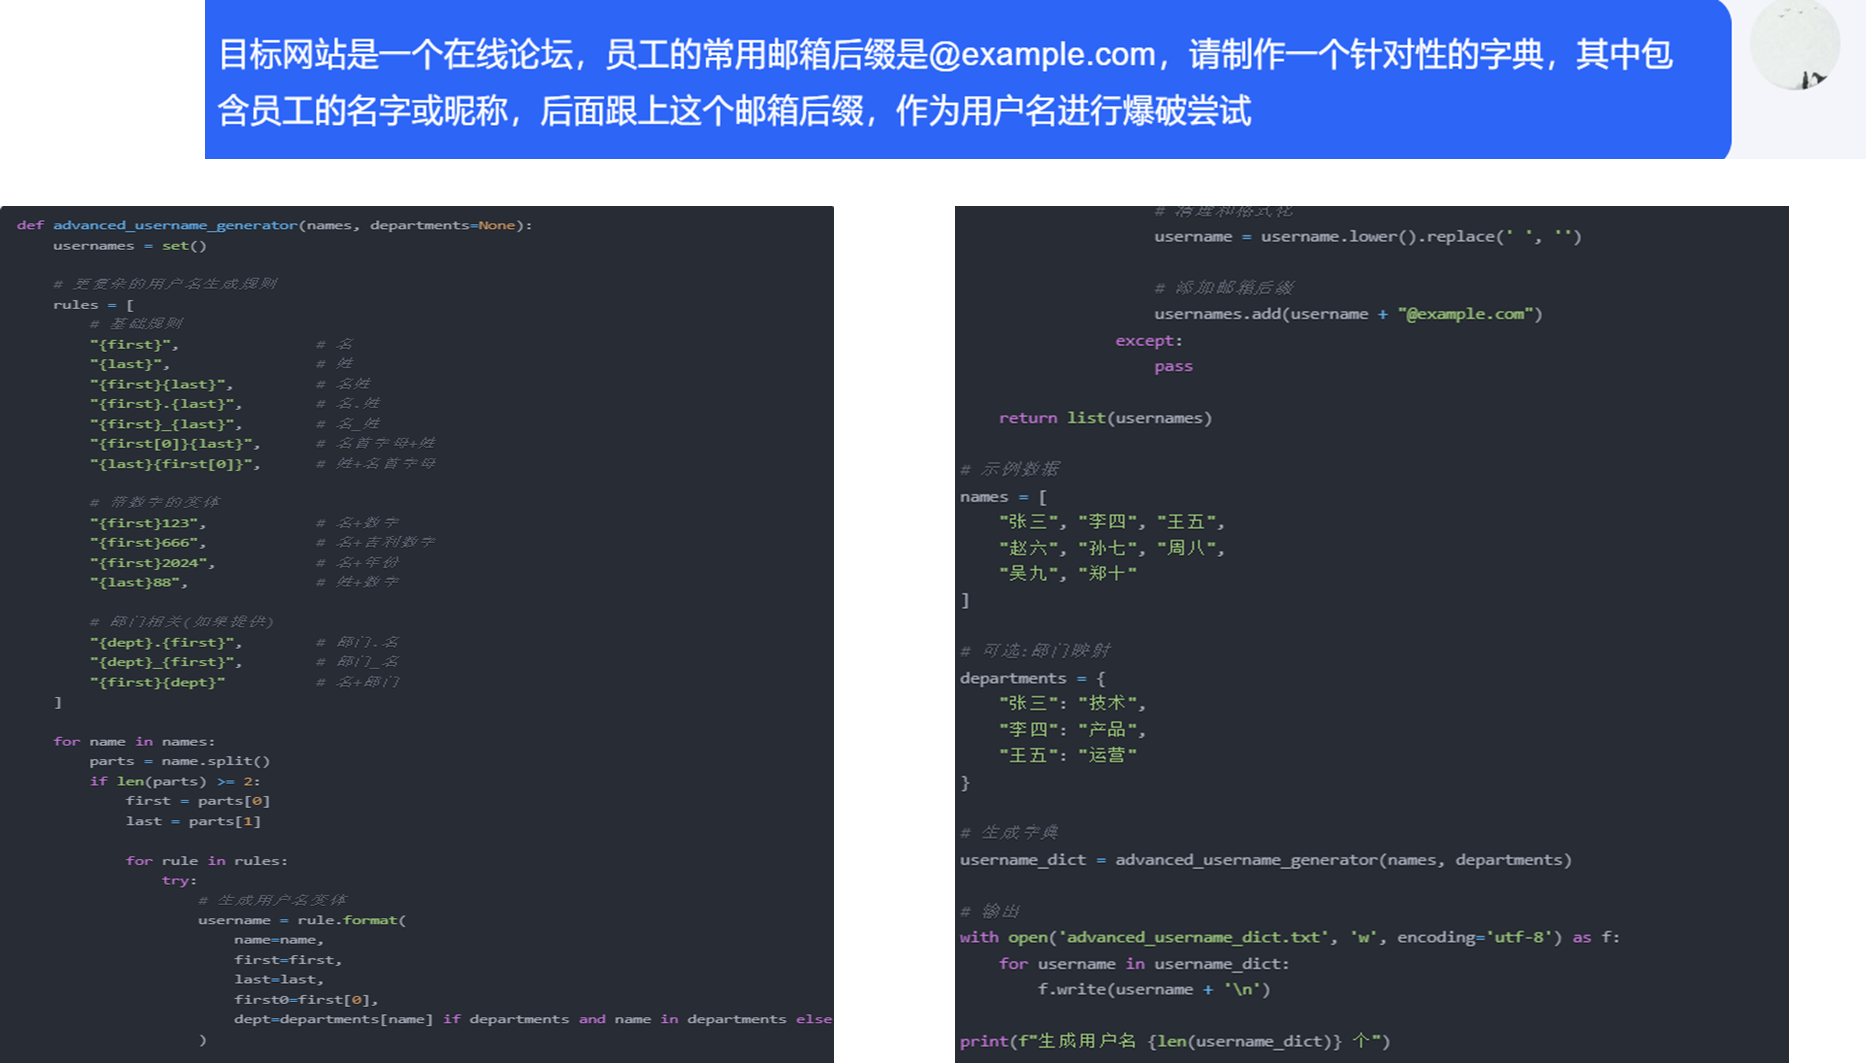 目标网站是一个在线论坛，员工的常用邮箱后缀是@example.com，请制作一个针对性的字典，其中包
含员工的名字或昵称，后面跟上这个邮箱后缀，作为用户名进行爆破尝试
def advanced_username_generator(names, departments=None):
    usernames = set()
    # 更复杂的用户名生成规则
    rules = [
        # 基础规则
        "{first}",               # 名
        "{last}",                # 姓
        "{first}{last}",         # 名姓
        "{first}.{last}",        # 名.姓
        "{first}_{last}",        # 名_姓
        "{first[0]}{last}",      # 名首字母+姓
        "{last}{first[0]}",      # 姓+名首字母
        # 带数字的变体
        "{first}123",            # 名+数字
        "{first}666",            # 名+吉利数字
        "{first}2024",           # 名+年份
        "{last}88",              # 姓+数字
        # 部门相关(如果提供)
        "{dept}.{first}",        # 部门.名
        "{dept}_{first}",        # 部门_名
        "{first}{dept}"          # 名+部门
    ]
    for name in names:
        parts = name.split()
        if len(parts) >= 2:
            first = parts[0]
            last = parts[1]
            for rule in rules:
                try:
                    # 生成用户名变体
                    username = rule.format(
                        name=name,
                        first=first,
                        last=last,
                        first0=first[0],
                        dept=departments[name] if departments and name in departments else
                    )
                    # 清理和格式化
                    username = username.lower().replace(' ', '')
                    # 添加邮箱后缀
                    usernames.add(username + "@example.com")
                except:
                    pass
    return list(usernames)
# 示例数据
names = [
    "张三", "李四", "王五",
    "赵六", "孙七", "周八",
    "吴九", "郑十"
]
# 可选:部门映射
departments = {
    "张三": "技术",
    "李四": "产品",
    "王五": "运营"
}
# 生成字典
username_dict = advanced_username_generator(names, departments)
# 输出
with open('advanced_username_dict.txt', 'w', encoding='utf-8') as f:
    for username in username_dict:
        f.write(username + '\n')
print(f"生成用户名 {len(username_dict)} 个")